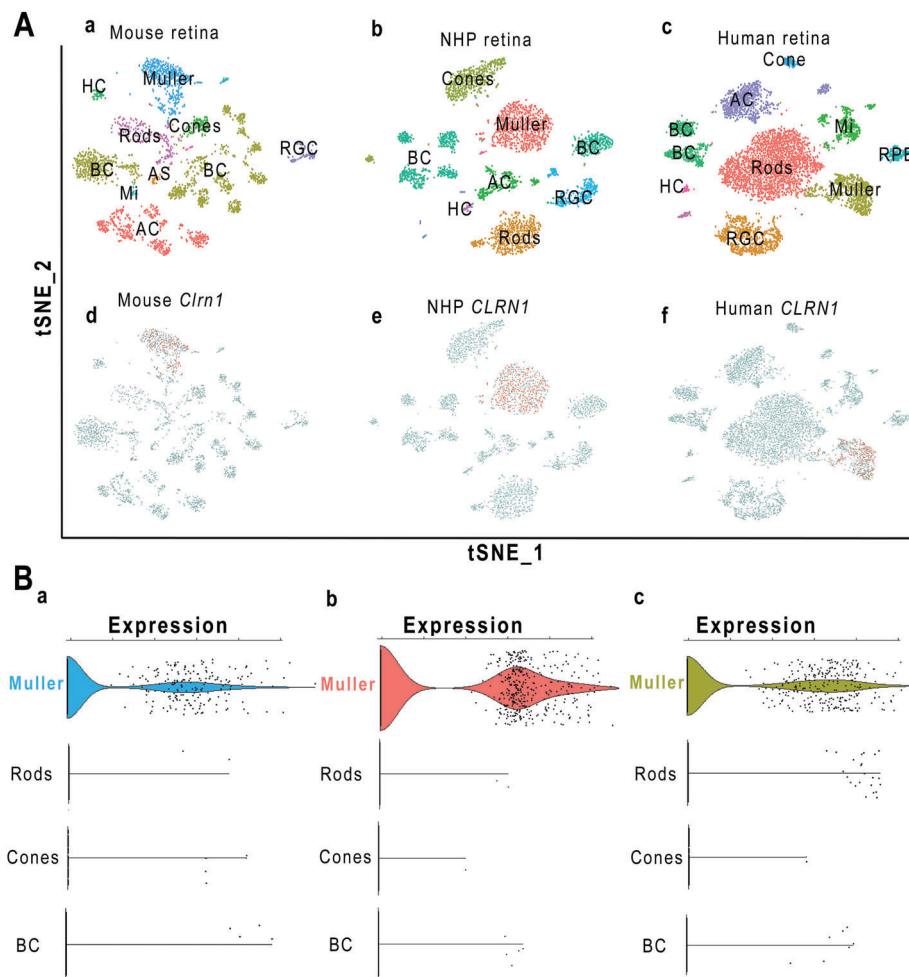 A
a
Mouse retina
b
NHP retina
c
Human retina
HC
Muller
Rods
Cones
RGC
BC
AS
BC
Mi
AC
Cones
Muller
BC
BC
AC
HC
RGC
Rods
Cone
AC
BC
BC
Mi
RPE
Rods
HC
Muller
RGC
tSNE_2
d
Mouse Clrn1
e
NHP CLRN1
f
Human CLRN1
tSNE_1
B
a
Expression
Muller
Rods
Cones
BC
b
Expression
Muller
Rods
Cones
BC
c
Expression
Muller
Rods
Cones
BC